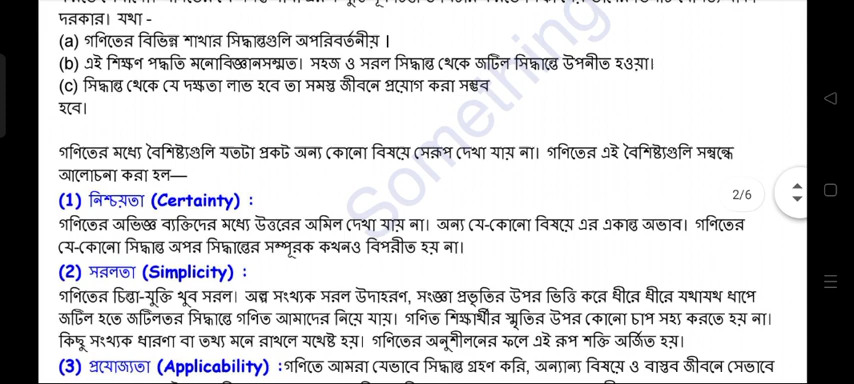 দরকার। যথা -
(a) গণিতের বিভিন্ন শাখার সিদ্ধান্তগুলি অপরিবর্তনীয় ।
(b) এই শিক্ষণ পদ্ধতি মনোবিজ্ঞানসম্মত। সহজ ও সরল সিদ্ধান্ত থেকে জটিল সিদ্ধান্তে উপনীত হওয়া।
(c) সিদ্ধান্ত থেকে যে দক্ষতা লাভ হবে তা সমস্ত জীবনে প্রয়োগ করা সম্ভব
হবে।
Something
গণিতের মধ্যে বৈশিষ্ট্যগুলি যতটা প্রকট অন্য কোনো বিষয়ে সেরূপ দেখা যায় না। গণিতের এই বৈশিষ্ট্যগুলি সম্বন্ধে
আলোচনা করা হল—
2/6
(1) নিশ্চয়তা (Certainty) :
গণিতের অভিজ্ঞ ব্যক্তিদের মধ্যে উত্তরের অমিল দেখা যায় না। অন্য যে-কোনো বিষয়ে এর একান্ত অভাব। গণিতের
যে-কোনো সিদ্ধান্ত অপর সিদ্ধান্তের সম্পূরক কখনও বিপরীত হয় না।
(2) সরলতা (Simplicity) :
গণিতের চিন্তা-যুক্তি খুব সরল। অল্প সংখ্যক সরল উদাহরণ, সংজ্ঞা প্রভৃতির উপর ভিত্তি করে ধীরে ধীরে যথাযথ ধাপে
জটিল হতে জটিলতর সিদ্ধান্তে গণিত আমাদের নিয়ে যায়। গণিত শিক্ষার্থীর স্মৃতির উপর কোনো চাপ সহ্য করতে হয় না।
কিছু সংখ্যক ধারণা বা তথ্য মনে রাখলে যথেষ্ট হয়। গণিতের অনুশীলনের ফলে এই রূপ শক্তি অর্জিত হয়।
(3) প্রযোজ্যতা (Applicability) :গণিতে আমরা যেভাবে সিদ্ধান্ত গ্রহণ করি, অন্যান্য বিষয়ে ও বাস্তব জীবনে সেভাবে